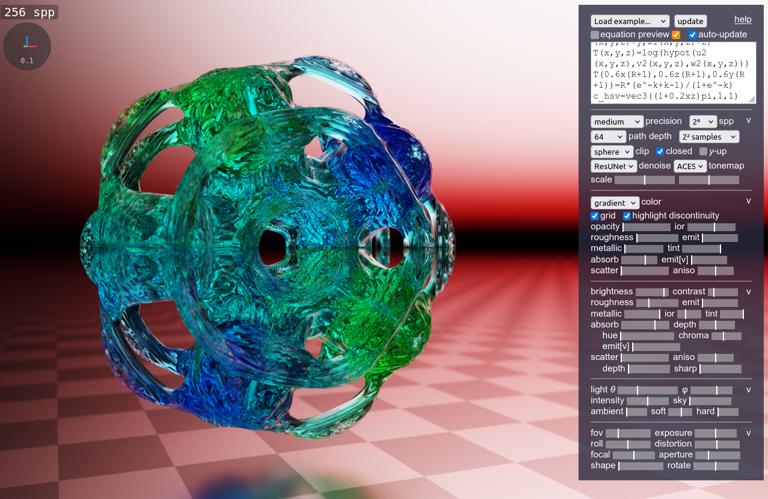 256 spp
0.1
Load example... update help
equation preview auto-update
T(x,y,z)=log(hypot(u2
(x,y,z),v2(x,y,z),w2(x,y,z)))
T(0.6x(R+1),0.6z(R+1),0.6y(R
+1))=R*(e^-k+k-1)/(1+e^-k)
c_hsv=vec3((1+0.2xz)pi,1,1)
medium precision spp v
64 path depth samples
sphere clip closed y-up
ResUNet denoise ACES tonemap
scale
gradient color v
grid highlight discontinuity
opacity ior
roughness emit
metallic tint
absorb emit[v]
scatter aniso
brightness contrast v
roughness emit
metallic ior tint
absorb depth
hue chroma
emit[v]
scatter aniso
depth sharp
light θ φ v
intensity sky
ambient soft hard
fov exposure v
roll distortion
focal aperture
shape rotate